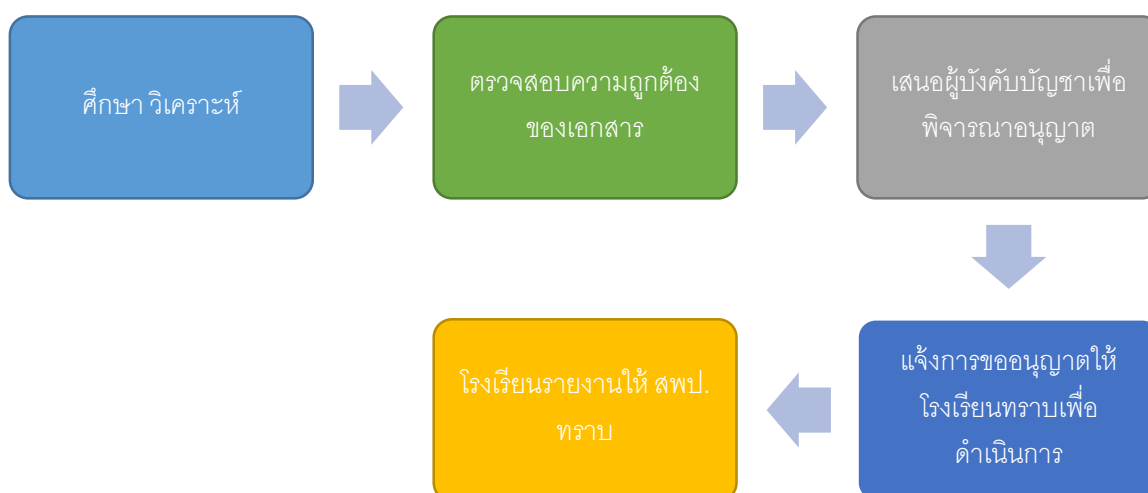 ศึกษา วิเคราะห์
ตรวจสอบความถูกต้อง
ของเอกสาร
เสนอผู้บังคับบัญชาเพื่อ
พิจารณาอนุญาต
แจ้งการขออนุญาตให้
โรงเรียนทราบเพื่อ
ดำเนินการ
โรงเรียนรายงานให้ สพป.
ทราบ